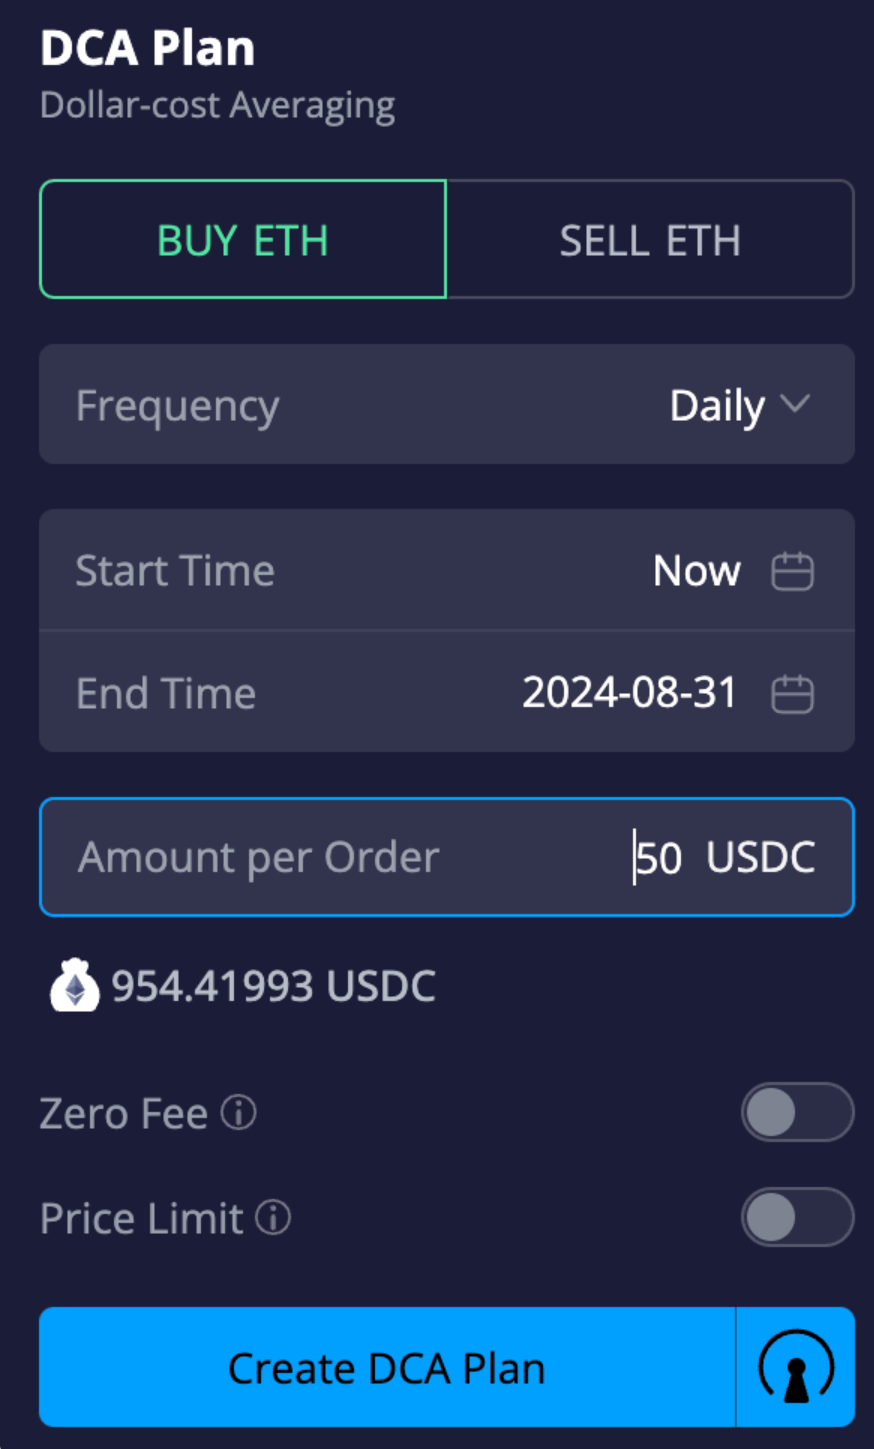 DCA Plan
Dollar-cost Averaging
BUY ETH SELL ETH
Frequency Daily
Start Time Now
End Time 2024-08-31
Amount per Order 50 USDC
954.41993 USDC
Zero Fee
Price Limit
Create DCA Plan